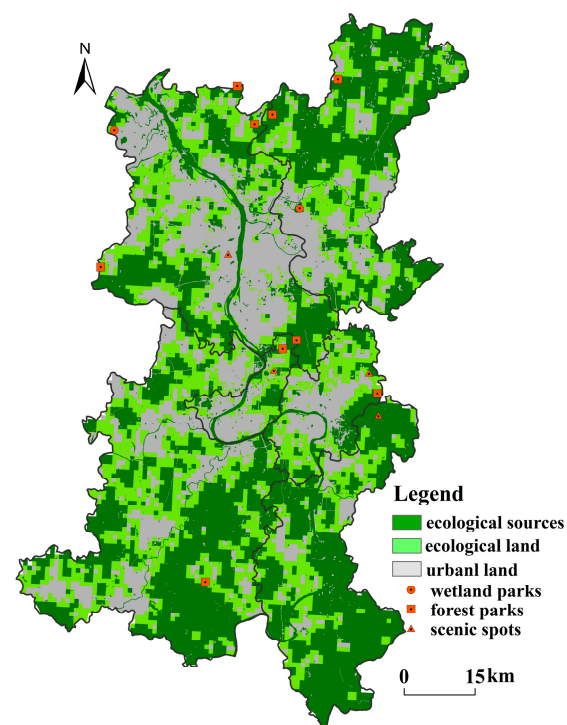 N
Legend
ecological sources
ecological land
urbanl land
wetland parks
forest parks
scenic spots
0 15km